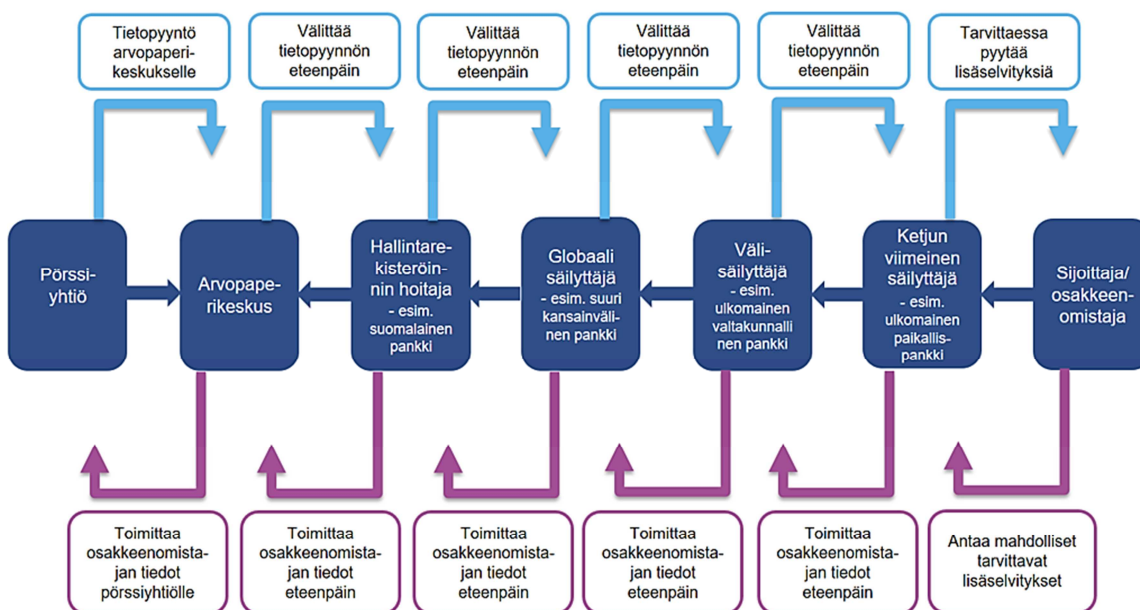 Tietopyyntö
arvopaperi-
keskukselle
Välittää
tietopyynnön
eteenpäin
Välittää
tietopyynnön
eteenpäin
Välittää
tietopyynnön
eteenpäin
Välittää
tietopyynnön
eteenpäin
Tarvittaessa
pyytää
lisäselvityksiä
Pörssi-
yhtiö
Arvopape-
rikeskus
Hallintare-
kisteröin-
nin hoitaja
- esim.
suomalainen
pankki
Globaali
säilyttäjä
- esim. suuri
kansainväli-
nen pankki
Väli-
säilyttäjä
- esim.
ulkomainen
valtakunnalli
nen pankki
Ketjun
viimeinen
säilyttäjä
- esim.
ulkomainen
paikallis-
pankki
Sijoittaja/
osakkeen-
omistaja
Toimittaa
osakkeenomista-
jan tiedot
pörssiyhtiölle
Toimittaa
osakkeenomista-
jan tiedot
eteenpäin
Toimittaa
osakkeenomista-
jan tiedot
eteenpäin
Toimittaa
osakkeenomista-
jan tiedot
eteenpäin
Toimittaa
osakkeenomista-
jan tiedot
eteenpäin
Antaa mahdolliset
tarvittavat
lisäselvitykset